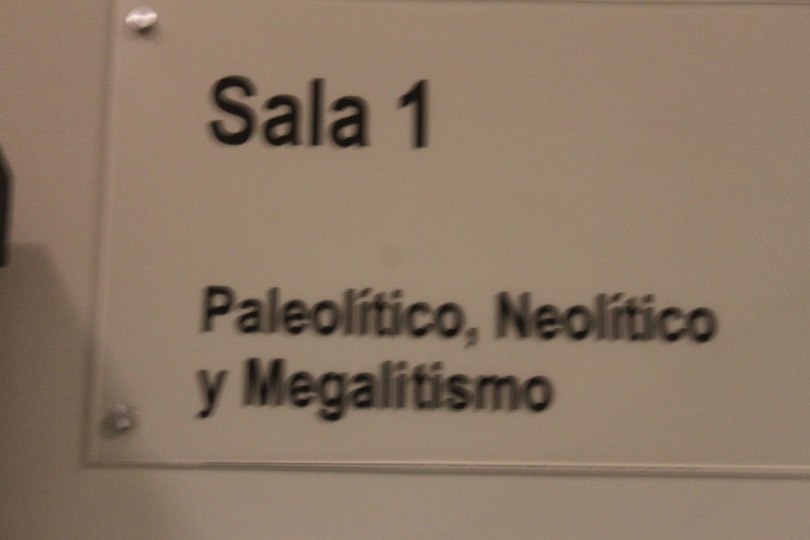 Sala 1
Paleolítico, Neolítico
y Megalitismo